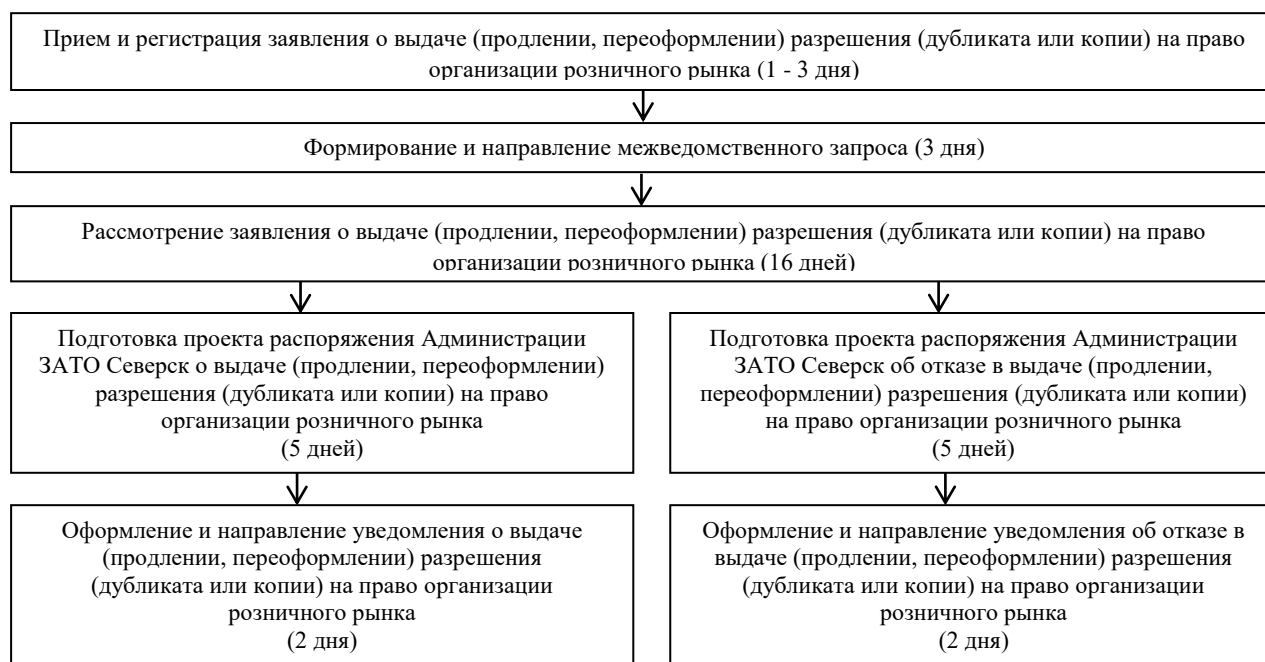 Прием и регистрация заявления о выдаче (продлении, переоформлении) разрешения (дубликата или копии) на право
организации розничного рынка (1 - 3 дня)
Формирование и направление межведомственного запроса (3 дня)
Рассмотрение заявления о выдаче (продлении, переоформлении) разрешения (дубликата или копии) на право
организации розничного рынка (16 дней)
Подготовка проекта распоряжения Администрации
ЗАТО Северск о выдаче (продлении, переоформлении)
разрешения (дубликата или копии) на право
организации розничного рынка
(5 дней)
Подготовка проекта распоряжения Администрации
ЗАТО Северск об отказе в выдаче (продлении,
переоформлении) разрешения (дубликата или копии)
на право организации розничного рынка
(5 дней)
Оформление и направление уведомления о выдаче
(продлении, переоформлении) разрешения
(дубликата или копии) на право организации
розничного рынка
(2 дня)
Оформление и направление уведомления об отказе в
выдаче (продлении, переоформлении) разрешения
(дубликата или копии) на право организации
розничного рынка
(2 дня)